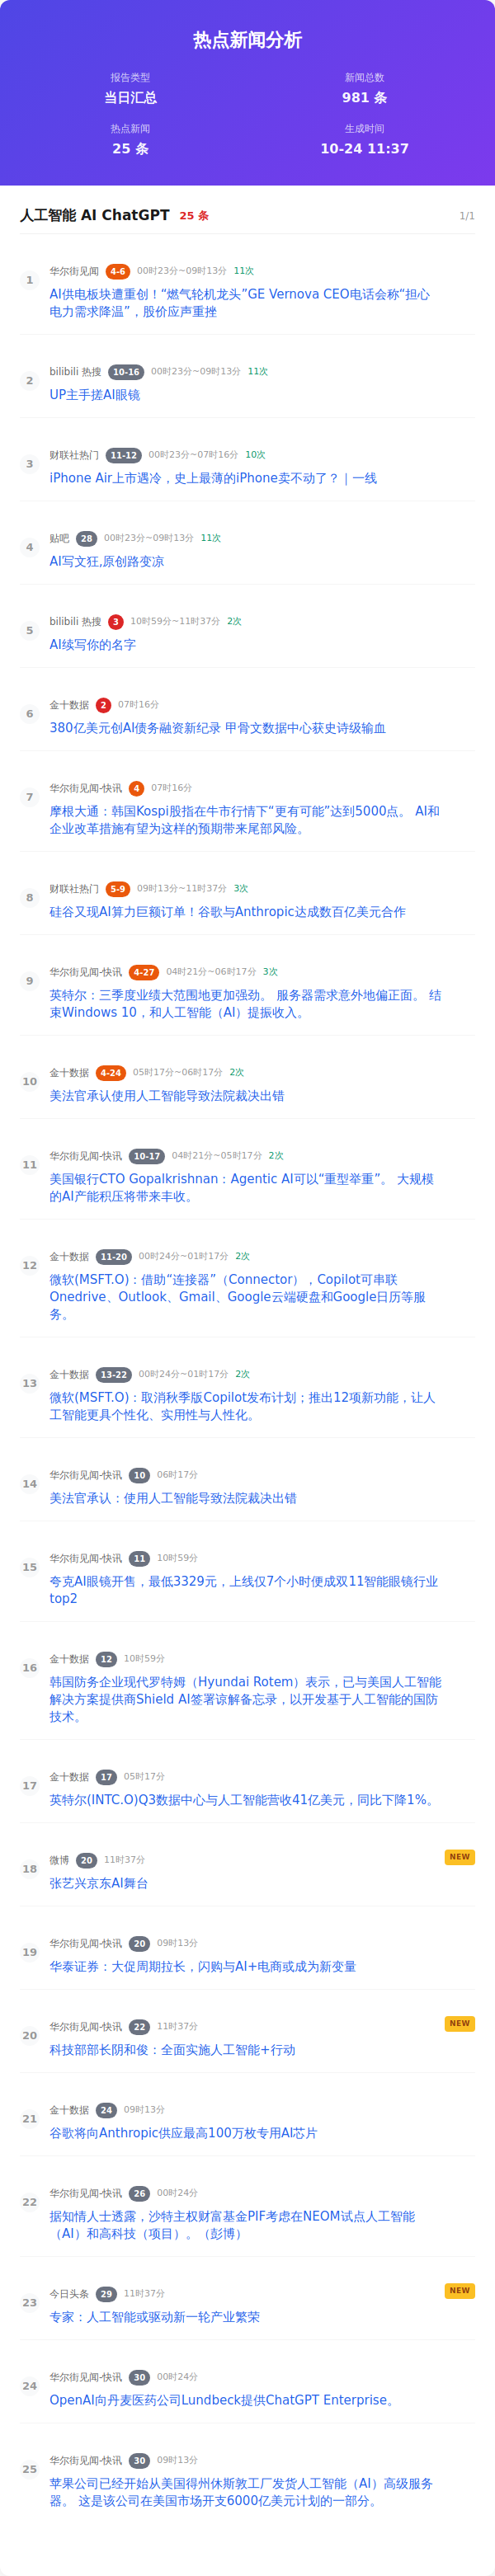 热点新闻分析
报告类型
新闻总数
当日汇总
981 条
热点新闻
生成时间
25 条
10-24 11:37
人工智能 AI ChatGPT 25 条 1/1
1 华尔街见闻 4-6 00时23分~09时13分 11次
AI供电板块遭重创！“燃气轮机龙头”GE Vernova CEO电话会称“担心
电力需求降温”，股价应声重挫
2 bilibili 热搜 10-16 00时23分~09时13分 11次
UP主手搓AI眼镜
3 财联社热门 11-12 00时23分~07时16分 10次
iPhone Air上市遇冷，史上最薄的iPhone卖不动了？｜一线
4 贴吧 28 00时23分~09时13分 11次
AI写文狂,原创路变凉
5 bilibili 热搜 3 10时59分~11时37分 2次
AI续写你的名字
6 金十数据 2 07时16分
380亿美元创AI债务融资新纪录 甲骨文数据中心获史诗级输血
7 华尔街见闻-快讯 4 07时16分
摩根大通：韩国Kospi股指在牛市行情下“更有可能”达到5000点。 AI和
企业改革措施有望为这样的预期带来尾部风险。
8 财联社热门 5-9 09时13分~11时37分 3次
硅谷又现AI算力巨额订单！谷歌与Anthropic达成数百亿美元合作
9 华尔街见闻-快讯 4-27 04时21分~06时17分 3次
英特尔：三季度业绩大范围地更加强劲。 服务器需求意外地偏正面。 结
束Windows 10，和人工智能（AI）提振收入。
10 金十数据 4-24 05时17分~06时17分 2次
美法官承认使用人工智能导致法院裁决出错
11 华尔街见闻-快讯 10-17 04时21分~05时17分 2次
美国银行CTO Gopalkrishnan：Agentic AI可以“重型举重”。 大规模
的AI产能积压将带来丰收。
12 金十数据 11-20 00时24分~01时17分 2次
微软(MSFT.O)：借助“连接器”（Connector），Copilot可串联
Onedrive、Outlook、Gmail、Google云端硬盘和Google日历等服
务。
13 金十数据 13-22 00时24分~01时17分 2次
微软(MSFT.O)：取消秋季版Copilot发布计划；推出12项新功能，让人
工智能更具个性化、实用性与人性化。
14 华尔街见闻-快讯 10 06时17分
美法官承认：使用人工智能导致法院裁决出错
15 华尔街见闻-快讯 11 10时59分
夸克AI眼镜开售，最低3329元，上线仅7个小时便成双11智能眼镜行业
top2
16 金十数据 12 10时59分
韩国防务企业现代罗特姆（Hyundai Rotem）表示，已与美国人工智能
解决方案提供商Shield AI签署谅解备忘录，以开发基于人工智能的国防
技术。
17 金十数据 17 05时17分
英特尔(INTC.O)Q3数据中心与人工智能营收41亿美元，同比下降1%。
18 微博 20 11时37分 NEW
张艺兴京东AI舞台
19 华尔街见闻-快讯 20 09时13分
华泰证券：大促周期拉长，闪购与AI+电商或成为新变量
20 华尔街见闻-快讯 22 11时37分 NEW
科技部部长阴和俊：全面实施人工智能+行动
21 金十数据 24 09时13分
谷歌将向Anthropic供应最高100万枚专用AI芯片
22 华尔街见闻-快讯 26 00时24分
据知情人士透露，沙特主权财富基金PIF考虑在NEOM试点人工智能
（AI）和高科技（项目）。（彭博）
23 今日头条 29 11时37分 NEW
专家：人工智能或驱动新一轮产业繁荣
24 华尔街见闻-快讯 30 00时24分
OpenAI向丹麦医药公司Lundbeck提供ChatGPT Enterprise。
25 华尔街见闻-快讯 30 09时13分
苹果公司已经开始从美国得州休斯敦工厂发货人工智能（AI）高级服务
器。 这是该公司在美国市场开支6000亿美元计划的一部分。